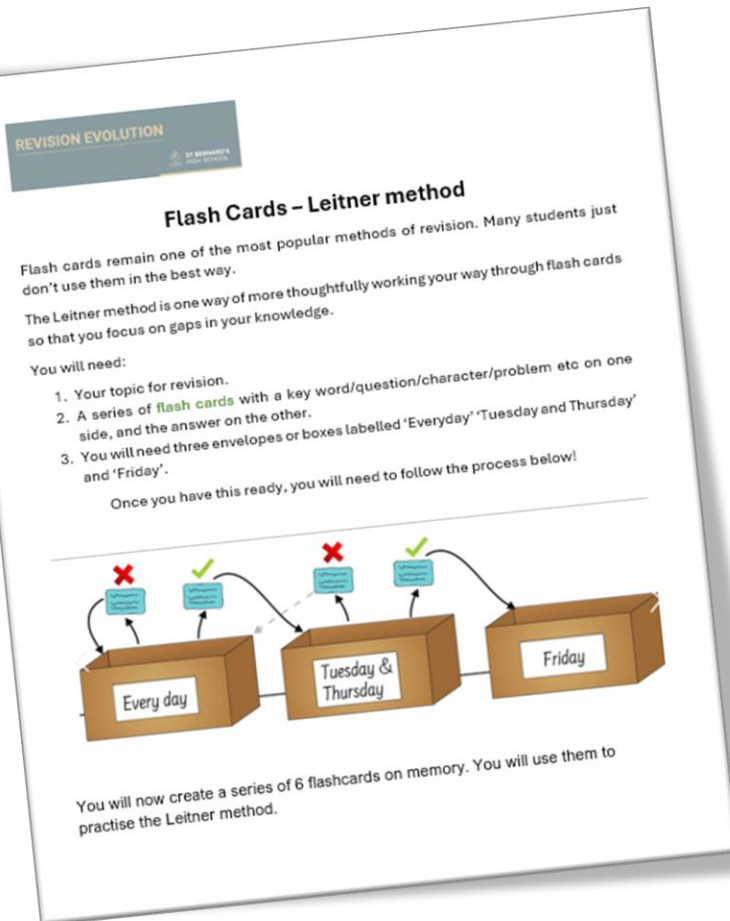 REVISION EVOLUTION
ST BERNARD'S
HIGH SCHOOL
Flash Cards – Leitner method
Flash cards remain one of the most popular methods of revision. Many students just
don't use them in the best way.
The Leitner method is one way of more thoughtfully working your way through flash cards
so that you focus on gaps in your knowledge.
You will need:
1. Your topic for revision.
2. A series of flash cards with a key word/question/character/problem etc on one
side, and the answer on the other.
3. You will need three envelopes or boxes labelled 'Everyday' 'Tuesday and Thursday'
and 'Friday'.
Once you have this ready, you will need to follow the process below!
Every day
Tuesday &
Thursday
Friday
You will now create a series of 6 flashcards on memory. You will use them to
practise the Leitner method.